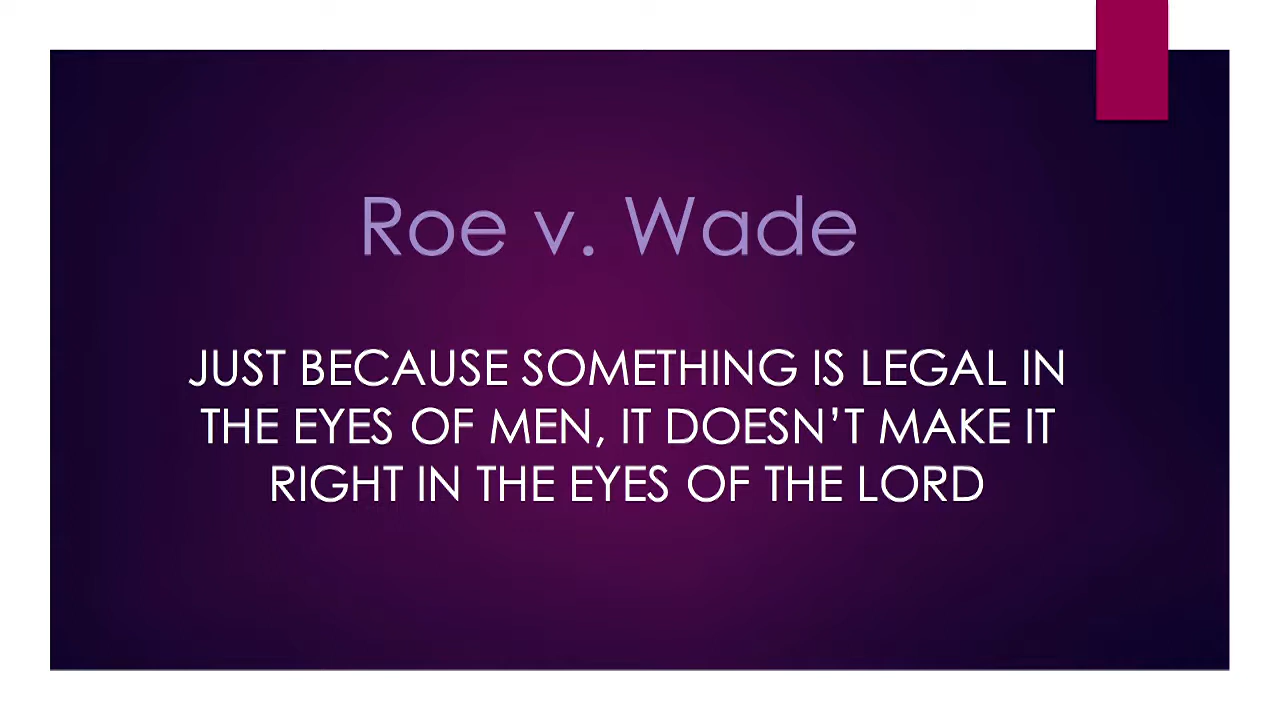 Roe v. Wade
JUST BECAUSE SOMETHING IS LEGAL IN
THE EYES OF MEN, IT DOESN’T MAKE IT
RIGHT IN THE EYES OF THE LORD